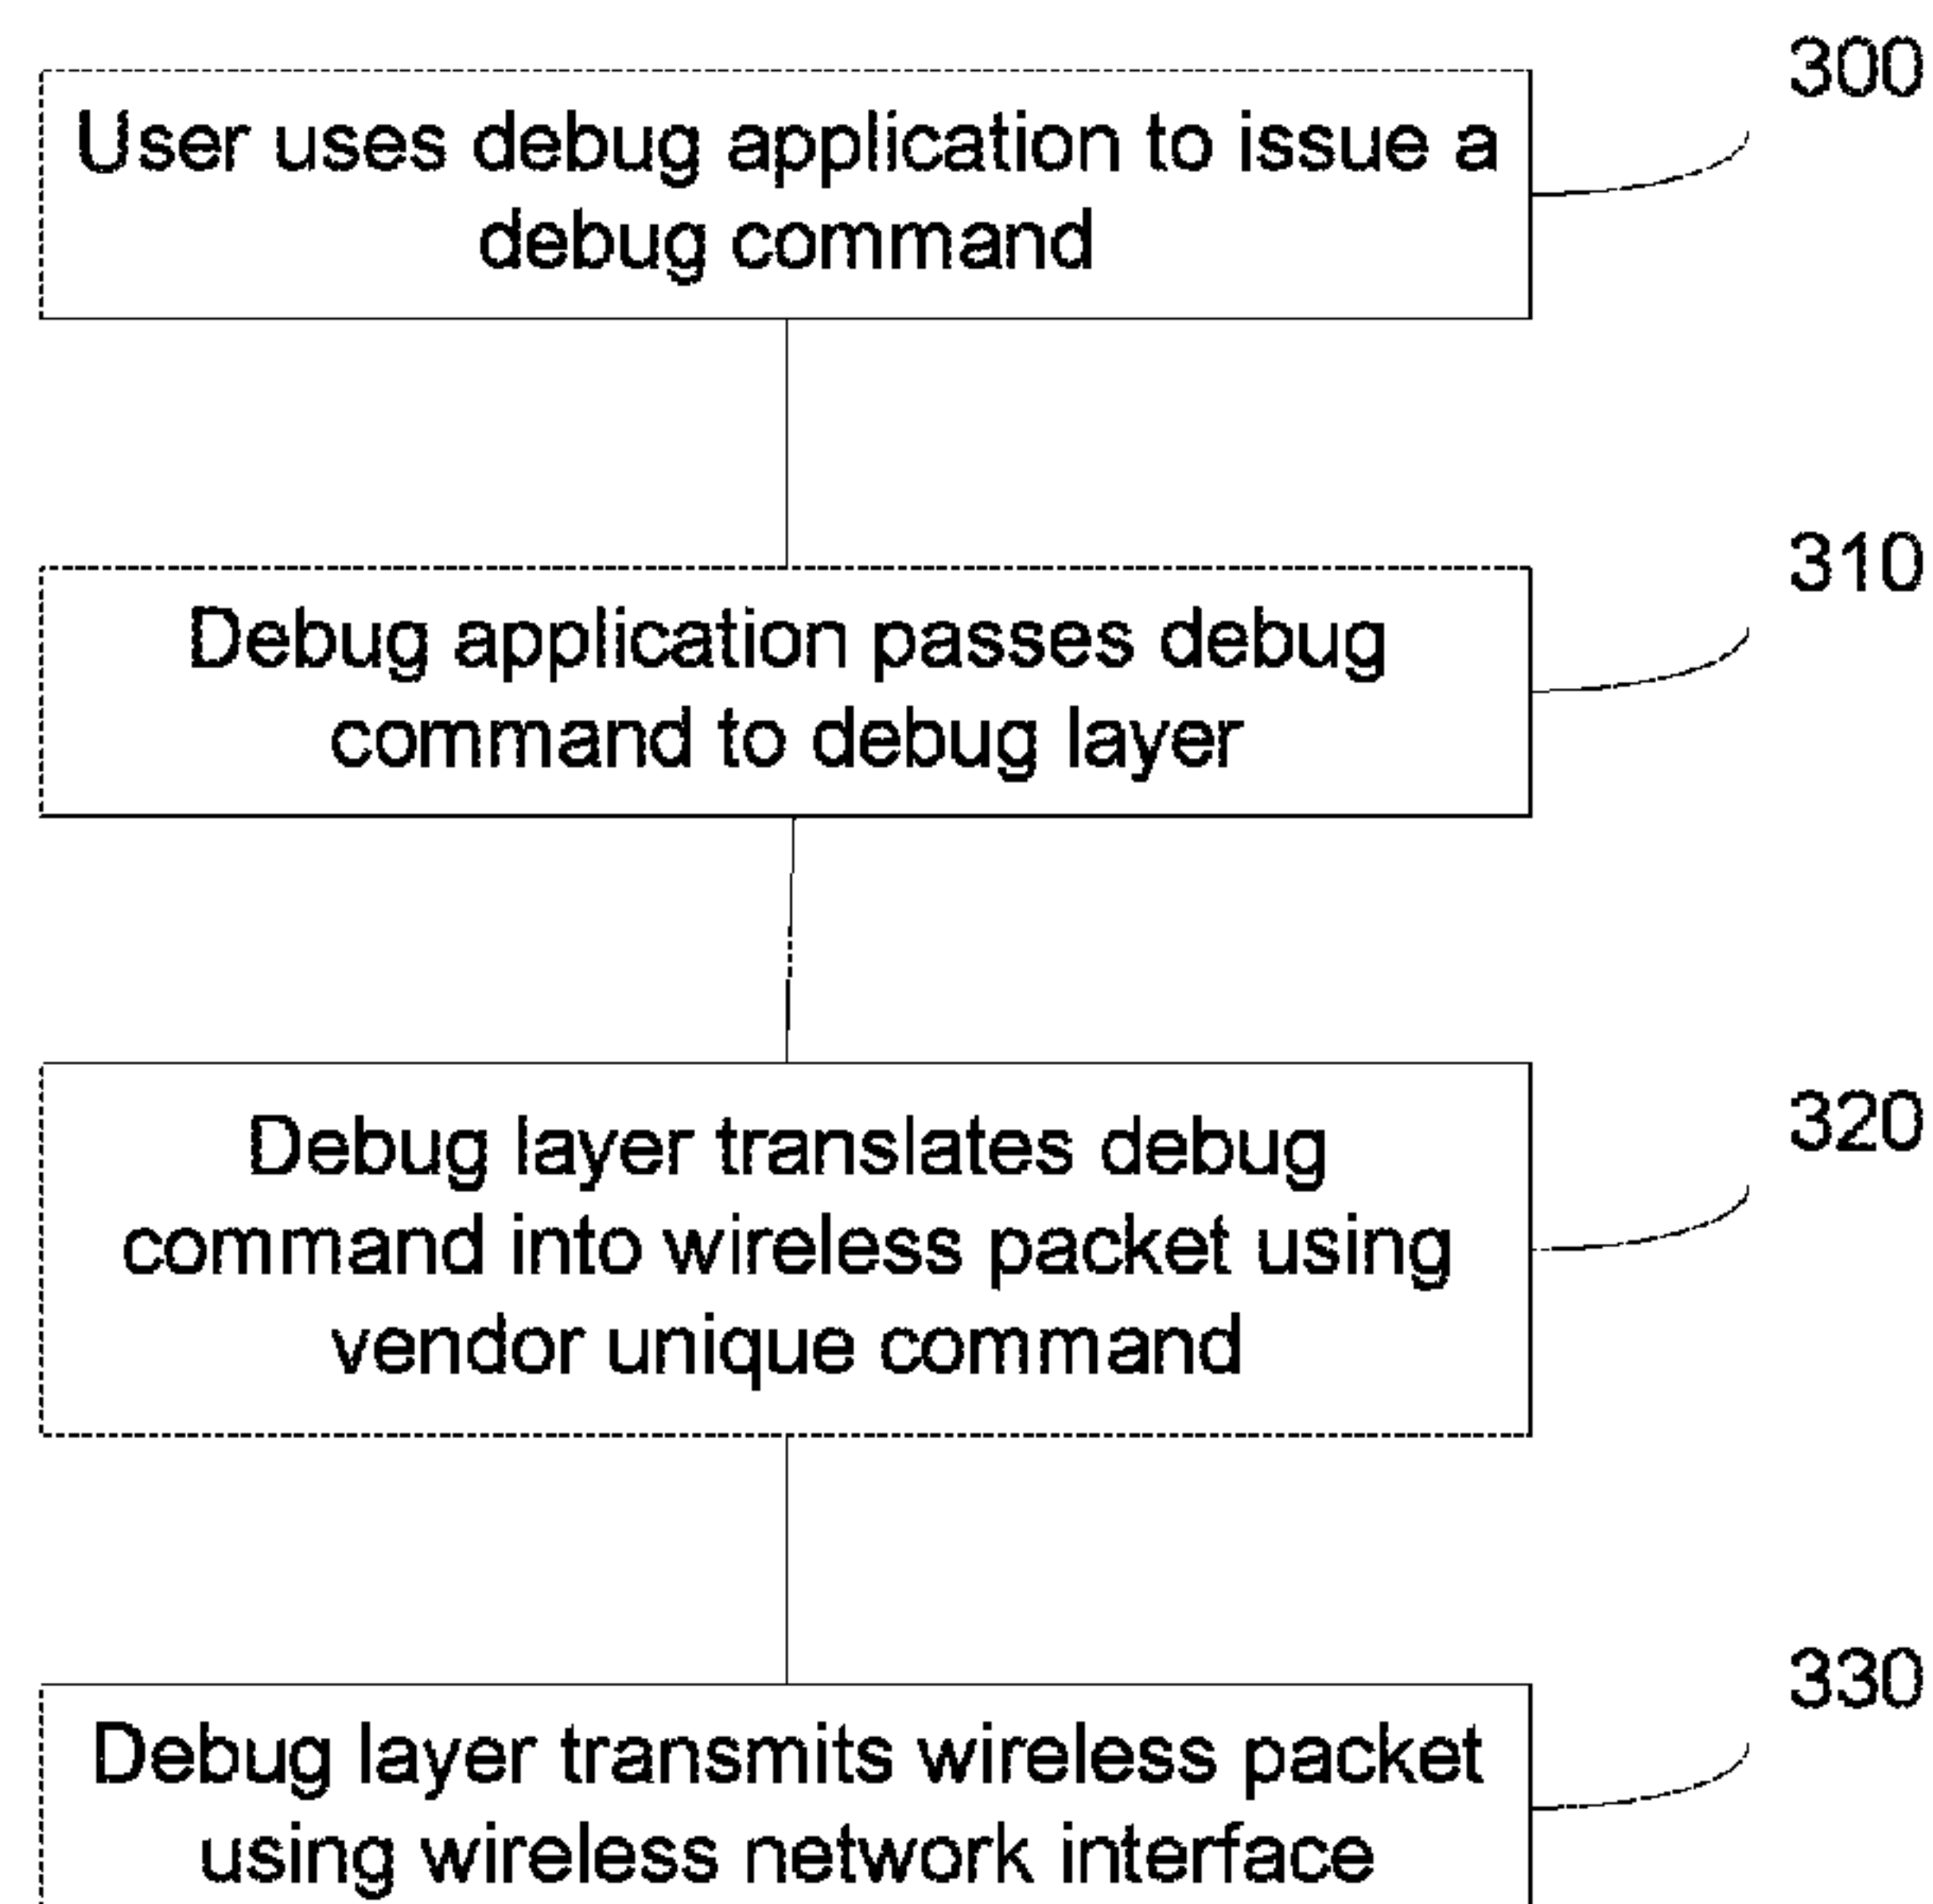 300
User uses debug application to issue a
debug command
310
Debug application passes debug
command to debug layer
320
Debug layer translates debug
command into wireless packet using
vendor unique command
330
Debug layer transmits wireless packet
using wireless network interface